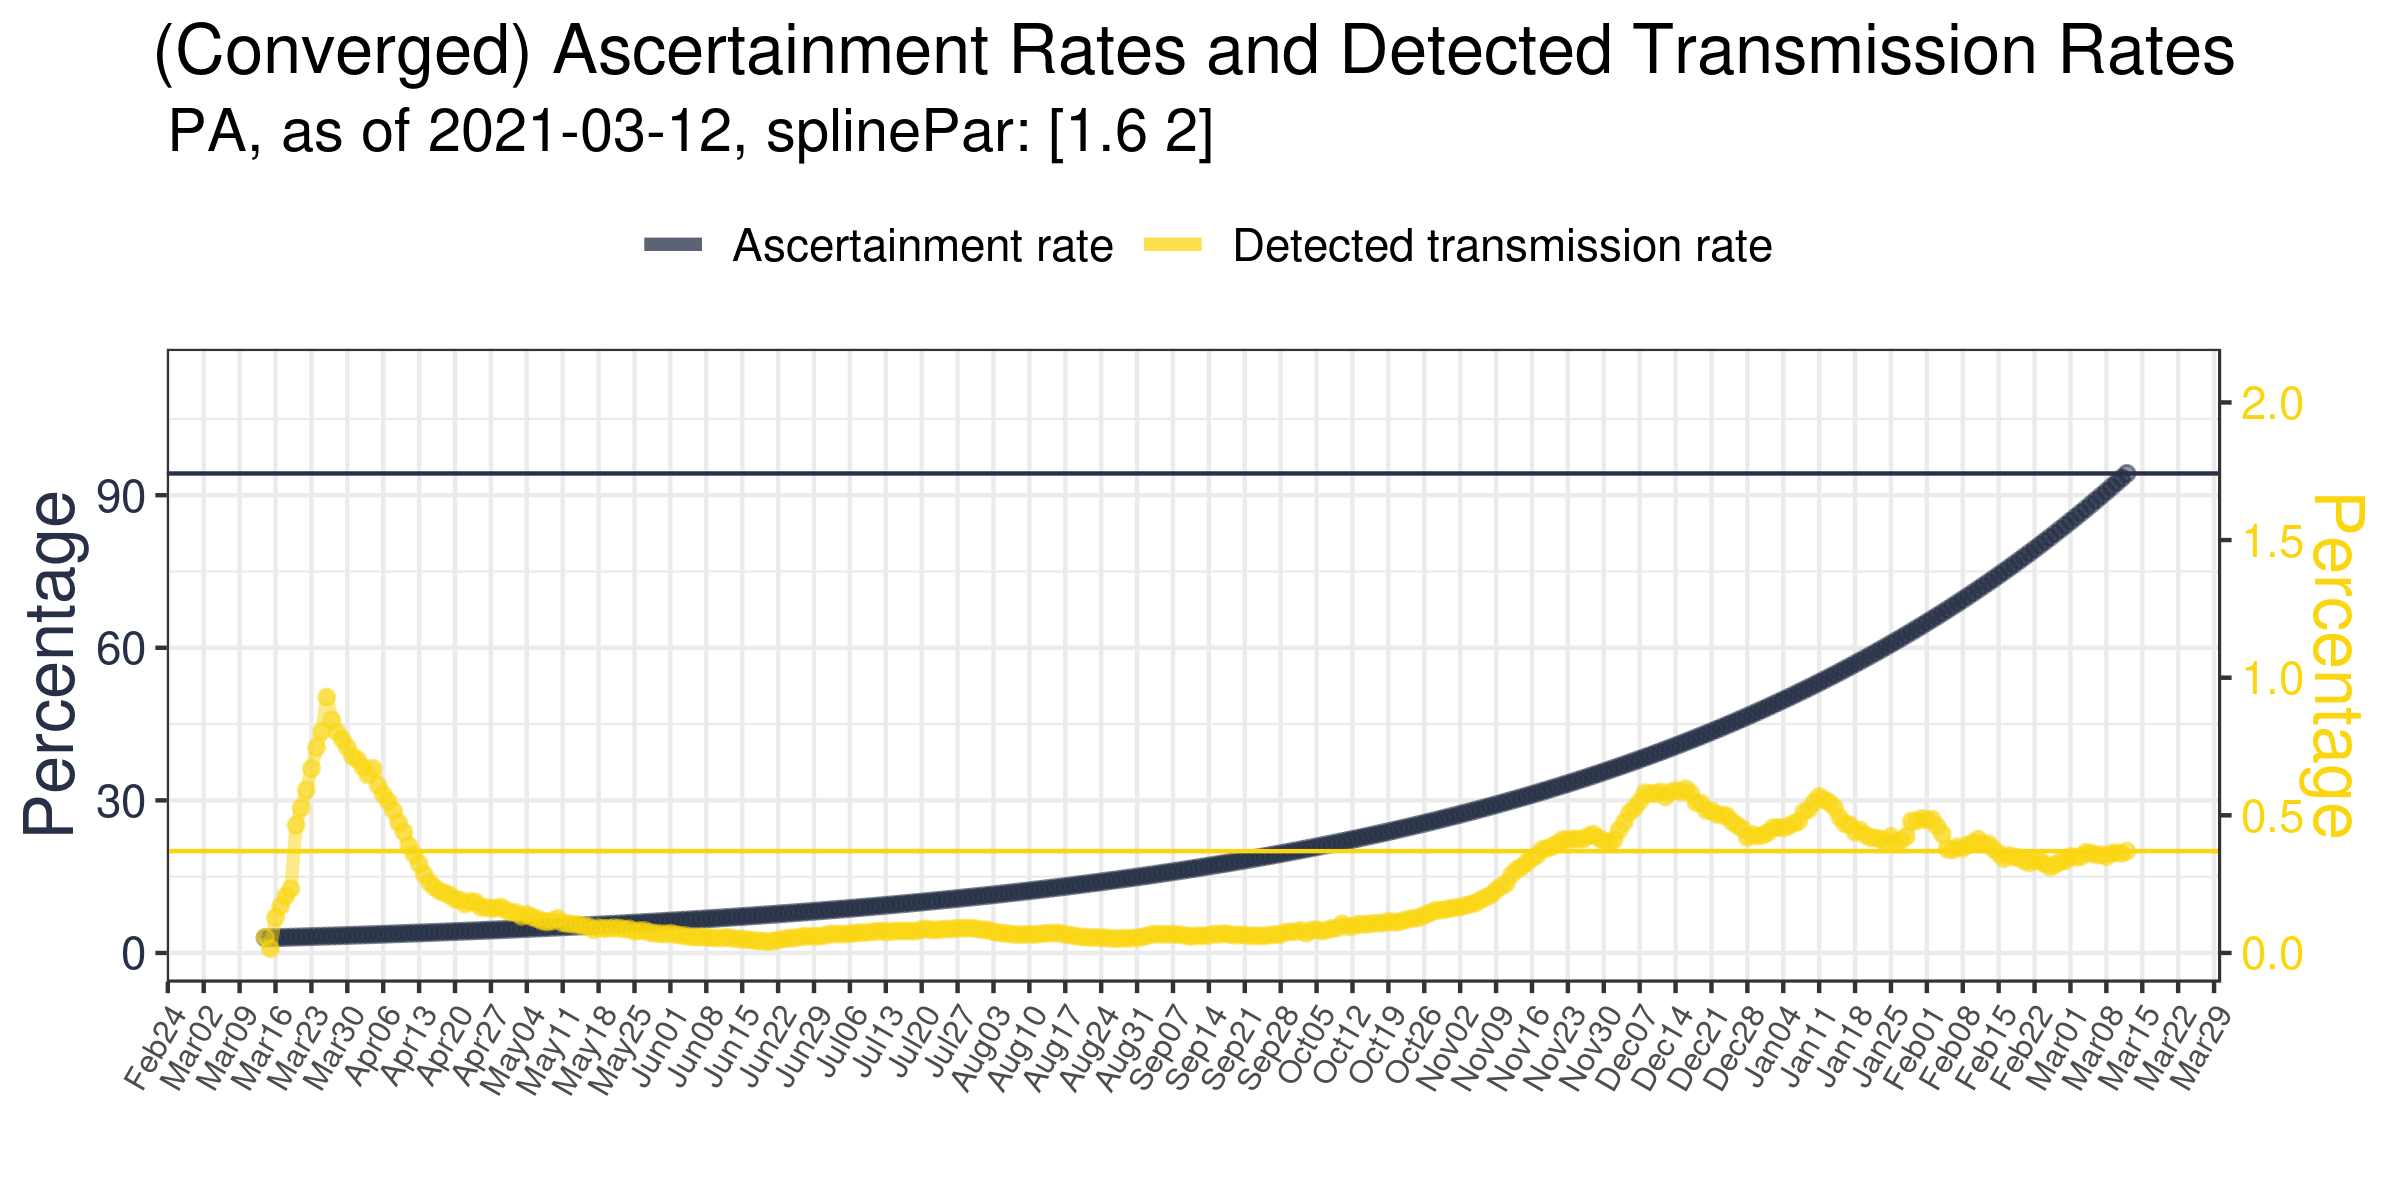 (Converged) Ascertainment Rates and Detected Transmission Rates
PA, as of 2021-03-12, splinePar: [1.6 2]
Ascertainment rate
Detected transmission rate
Percentage
90
60
30
0
2.0
1.5
1.0
0.5
0.0
Percentage
Feb24
Mar02
Mar09
Mar16
Mar23
Mar30
Apr06
Apr13
Apr20
Apr27
May04
May11
May18
May25
Jun01
Jun08
Jun15
Jun22
Jun29
Jul06
Jul13
Jul20
Jul27
Aug03
Aug10
Aug17
Aug24
Aug31
Sep07
Sep14
Sep21
Sep28
Oct05
Oct12
Oct19
Oct26
Nov02
Nov09
Nov16
Nov23
Nov30
Dec07
Dec14
Dec21
Dec28
Jan04
Jan11
Jan18
Jan25
Feb01
Feb08
Feb15
Feb22
Mar01
Mar08
Mar15
Mar22
Mar29